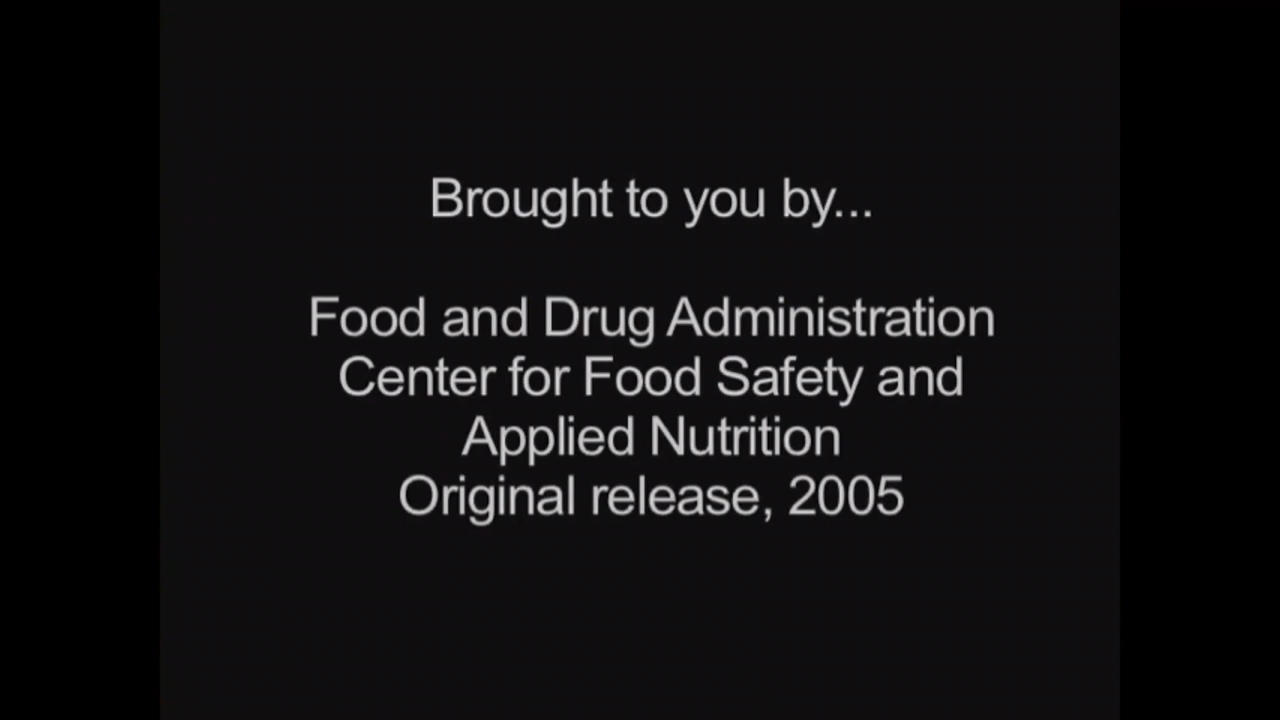 Brought to you by...
Food and Drug Administration
Center for Food Safety and
Applied Nutrition
Original release, 2005